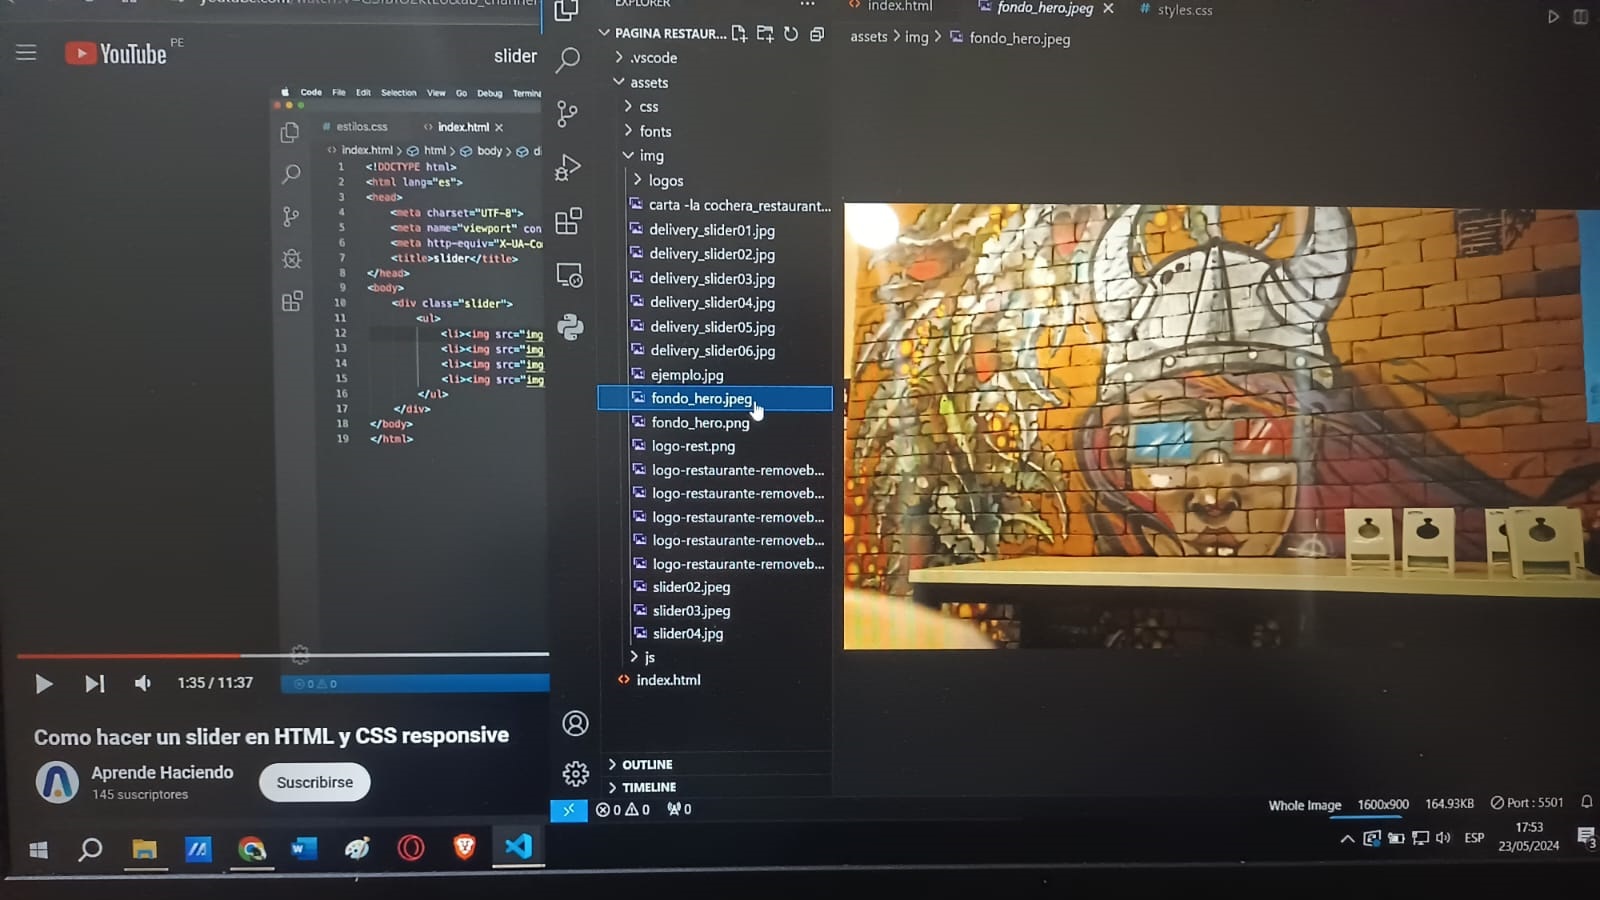 YouTube PE
slider
Code File Edit Selection View Go Debug
# estilos.css <> index.html ×
<> index.html > html > body >
1 <!DOCTYPE html>
2 <html lang="es">
3 <head>
4 <meta charset="UTF-8">
5 <meta name="viewport" con
6 <meta http-equiv="X-UA-Co
7 <title>slider</title>
8 </head>
9 <body>
10 <div class="slider">
11 <ul>
12 <li><img src="img
13 <li><img src="img
14 <li><img src="img
15 <li><img src="img
16 </ul>
17 </div>
18 </body>
19 </html>
1:35 / 11:37
0 0
Como hacer un slider en HTML y CSS responsive
Aprende Haciendo
145 suscriptores
Suscribirse
EXPLORER ...
PAGINA RESTAUR...
.vscode
assets
css
fonts
img
logos
carta -la cochera_restaurant...
delivery_slider01.jpg
delivery_slider02.jpg
delivery_slider03.jpg
delivery_slider04.jpg
delivery_slider05.jpg
delivery_slider06.jpg
ejemplo.jpg
fondo_hero.jpeg
fondo_hero.png
logo-rest.png
logo-restaurante-removeb...
logo-restaurante-removeb...
logo-restaurante-removeb...
logo-restaurante-removeb...
logo-restaurante-removeb...
slider02.jpeg
slider03.jpeg
slider04.jpg
js
<> index.html
OUTLINE
TIMELINE
0 0 0
<> index.html fondo_hero.jpeg × # styles.css
assets > img > fondo_hero.jpeg
Whole Image 1600x900 164.93KB Port : 5501
ESP
17:53
23/05/2024
3